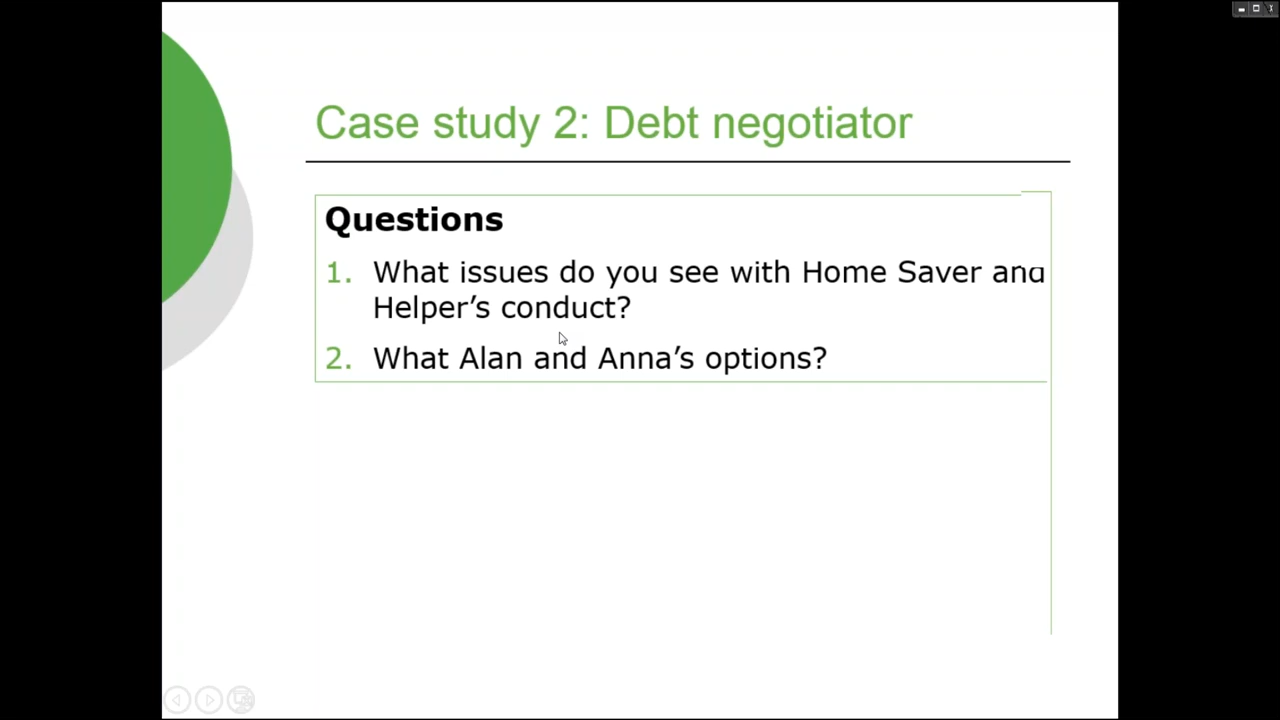 Case study 2: Debt negotiator
Questions
1. What issues do you see with Home Saver and
Helper’s conduct?
2. What Alan and Anna’s options?